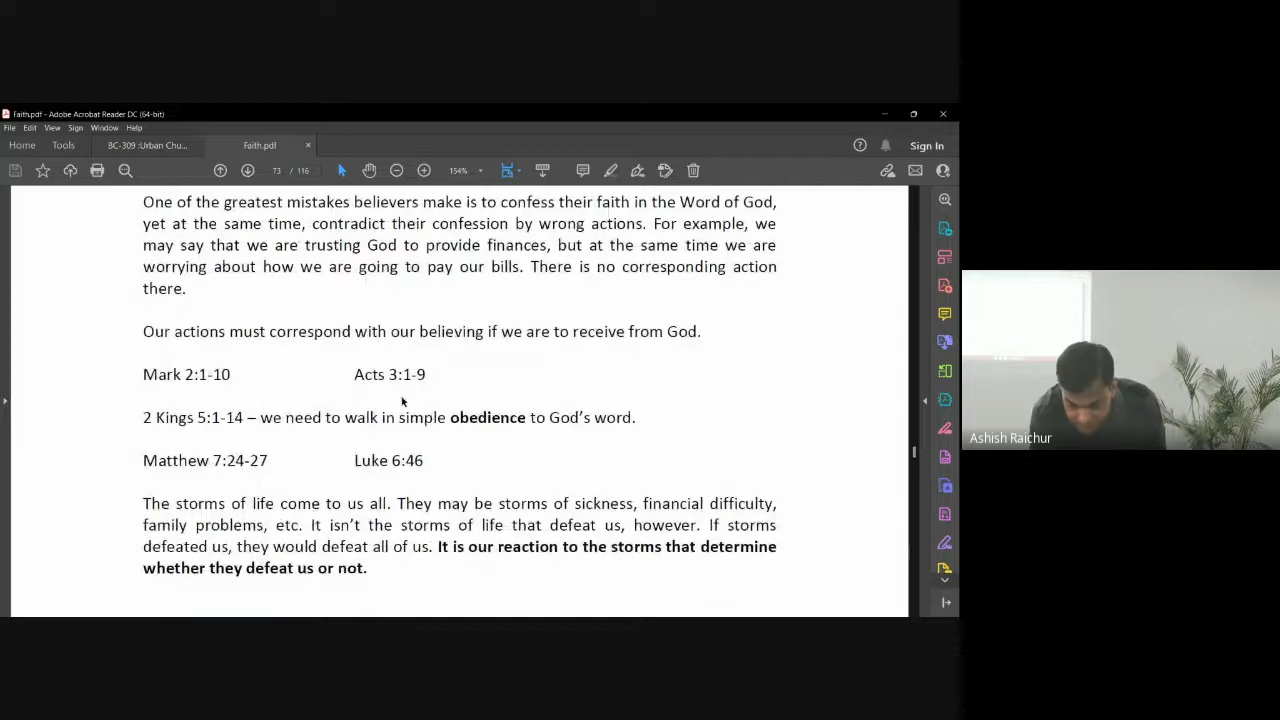 Faith.pdf - Adobe Acrobat Reader DC (64-bit)
File Edit View Window Help
Home Tools BC-309 :Urban Chu... Faith.pdf × Sign In
73 / 116 154%
One of the greatest mistakes believers make is to confess their faith in the Word of God,
yet at the same time, contradict their confession by wrong actions. For example, we
may say that we are trusting God to provide finances, but at the same time we are
worrying about how we are going to pay our bills. There is no corresponding action
there.
Our actions must correspond with our believing if we are to receive from God.
Mark 2:1-10 Acts 3:1-9
2 Kings 5:1-14 – we need to walk in simple obedience to God's word.
Matthew 7:24-27 Luke 6:46
The storms of life come to us all. They may be storms of sickness, financial difficulty,
family problems, etc. It isn't the storms of life that defeat us, however. If storms
defeated us, they would defeat all of us. It is our reaction to the storms that determine
whether they defeat us or not.
Ashish Raichur